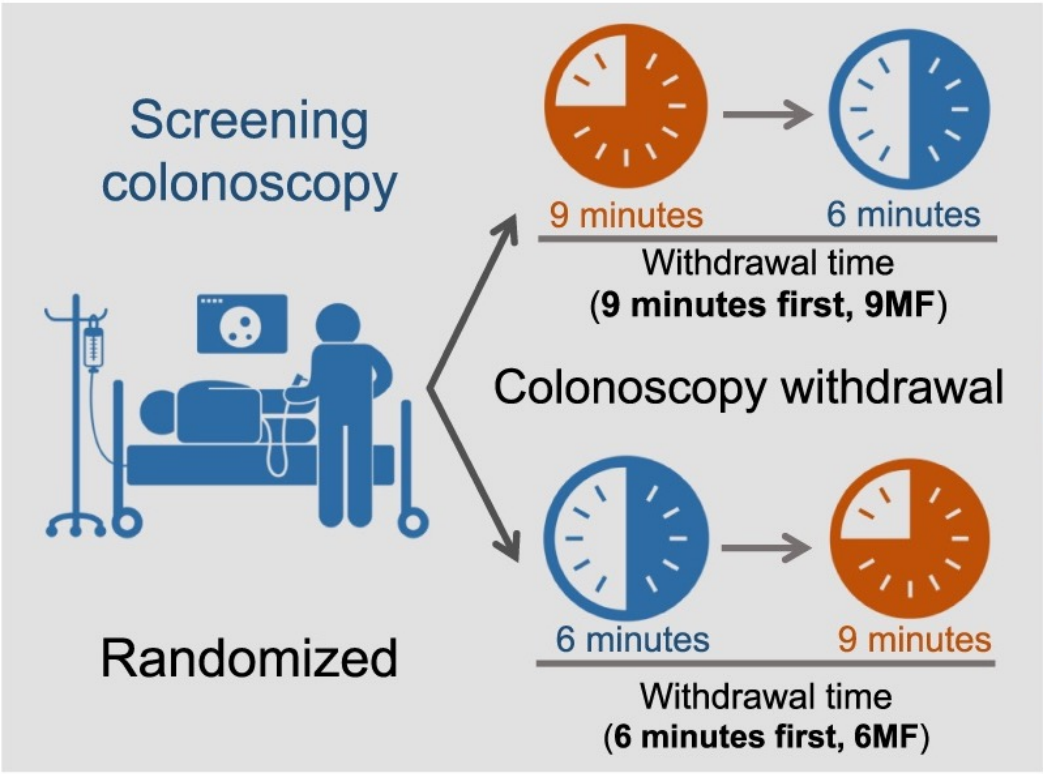 Screening
colonoscopy
9 minutes
6 minutes
Withdrawal time
(9 minutes first, 9MF)
Colonoscopy withdrawal
6 minutes
9 minutes
Withdrawal time
(6 minutes first, 6MF)
Randomized